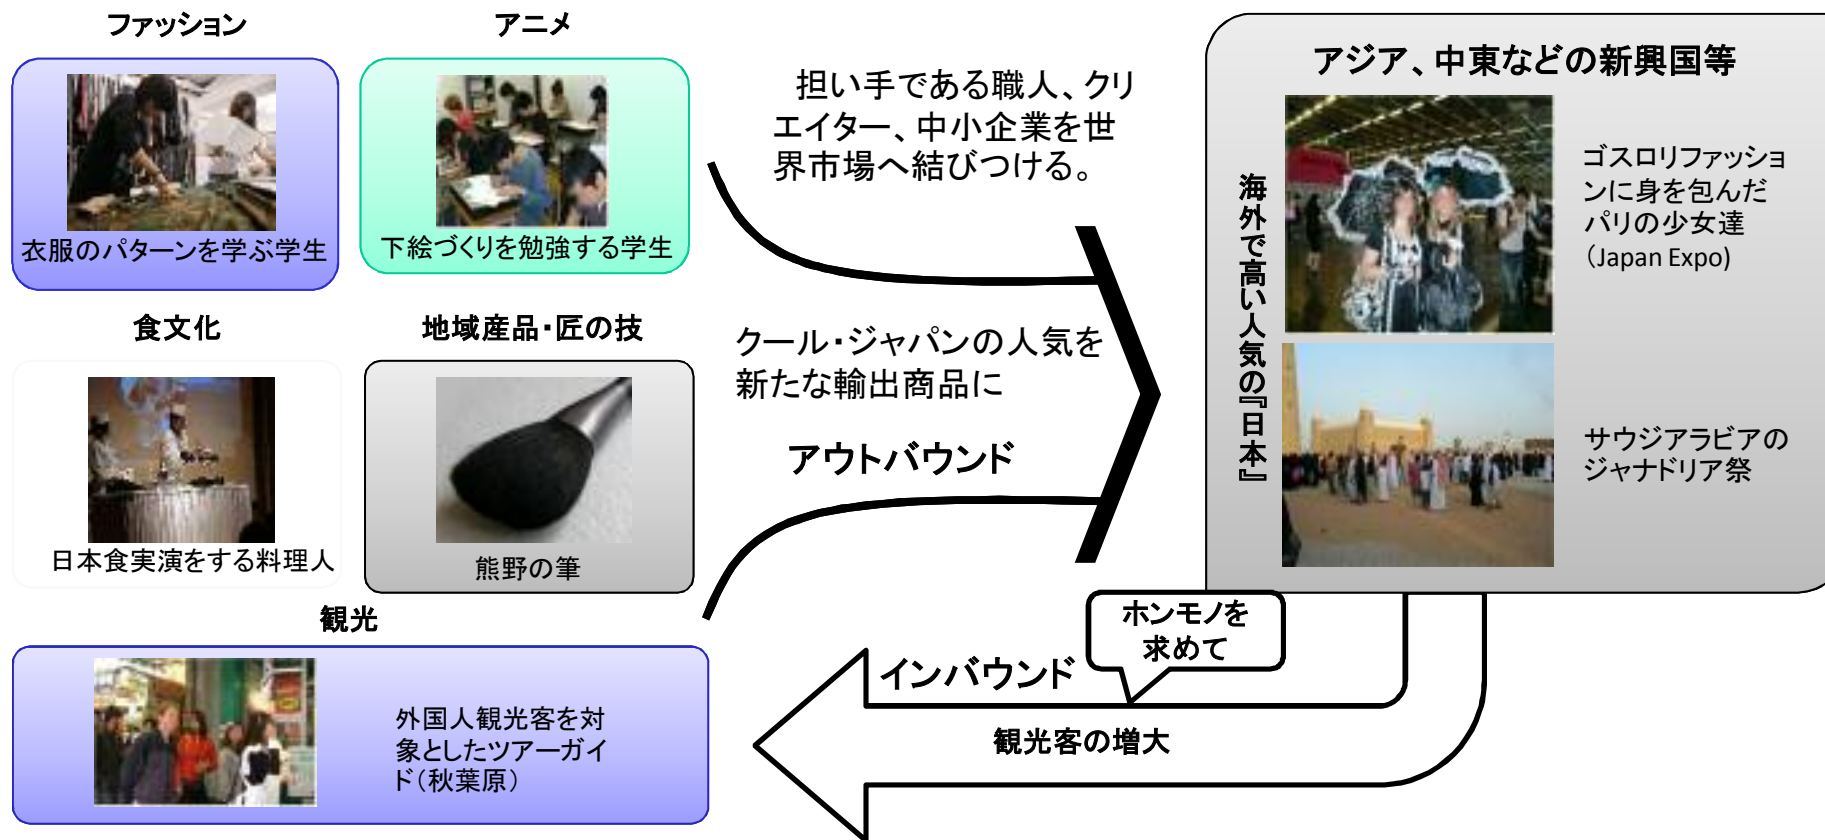 ファッション
アニメ
衣服のパターンを学ぶ学生
下絵づくりを勉強する学生
食文化
地域産品・匠の技
日本食実演をする料理人
熊野の筆
観光
外国人観光客を対
象としたツアーガイ
ド（秋葉原）
担い手である職人、クリ
エイター、中小企業を世
界市場へ結びつける。
クール・ジャパンの人気を
新たな輸出商品に
アウトバウンド
アジア、中東などの新興国等
海外で高い人気の『日本』
ゴスロリファッショ
ンに身を包んだ
パリの少女達
（Japan Expo)
サウジアラビアの
ジャナドリア祭
ホンモノを
求めて
インバウンド
観光客の増大